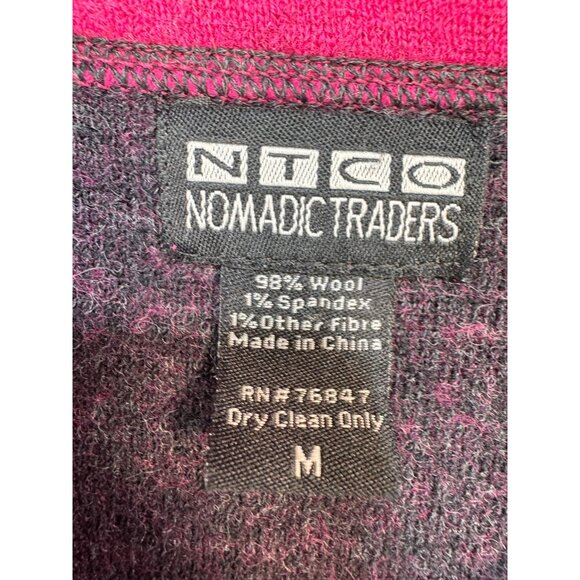 NTCO
NOMADIC TRADERS
98% Wool
1% Spandex
1% Other Fibre
Made in China
RN#76847
Dry Clean Only
M